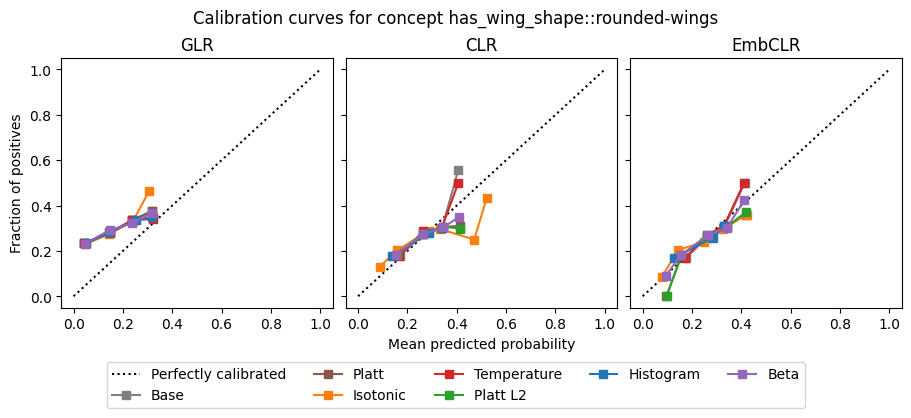 Calibration curves for concept has_wing_shape::rounded-wings
GLR
CLR
EmbCLR
Fraction of positives
1.0
0.8
0.6
0.4
0.2
0.0
0.0 0.2 0.4 0.6 0.8 1.0
0.0 0.2 0.4 0.6 0.8 1.0
0.0 0.2 0.4 0.6 0.8 1.0
Mean predicted probability
Perfectly calibrated
Base
Platt
Isotonic
Temperature
Platt L2
Histogram
Beta